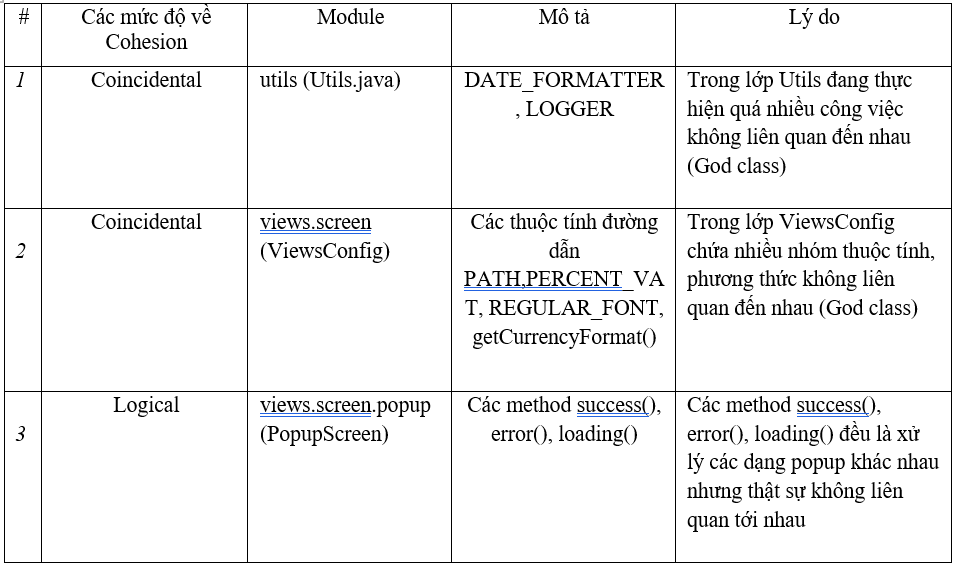 # Các mức độ về Cohesion Module Mô tả Lý do
1 Coincidental utils (Utils.java) DATE_FORMATTER Trong lớp Utils đang thực
, LOGGER hiện quá nhiều công việc
không liên quan đến nhau
(God class)
2 Coincidental views.screen Các thuộc tính đường Trong lớp ViewsConfig
(ViewsConfig) dẫn chứa nhiều nhóm thuộc tính,
PATH,PERCENT_VA phương thức không liên
T, REGULAR_FONT, quan đến nhau (God class)
getCurrencyFormat()
3 Logical views.screen.popup Các method success(), Các method success(),
(PopupScreen) error(), loading() error(), loading() đều là xử
lý các dạng popup khác nhau
nhưng thật sự không liên
quan tới nhau